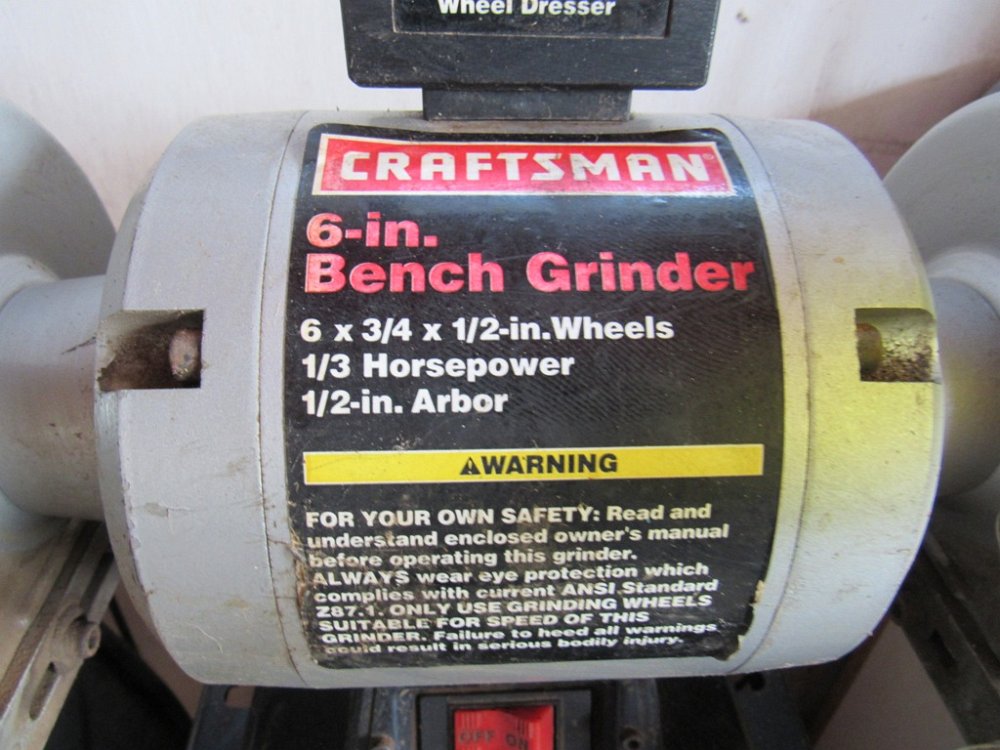 Wheel Dresser
CRAFTSMAN®
6-in.
Bench Grinder
6 x 3/4 x 1/2-in. Wheels
1/3 Horsepower
1/2-in. Arbor
⚠WARNING
FOR YOUR OWN SAFETY: Read and
understand enclosed owner's manual
before operating this grinder.
ALWAYS wear eye protection which
complies with current ANSI Standard
Z87.1. ONLY USE GRINDING WHEELS
SUITABLE FOR SPEED OF THIS
GRINDER. Failure to heed all warnings
could result in serious bodily injury.
OFF ON